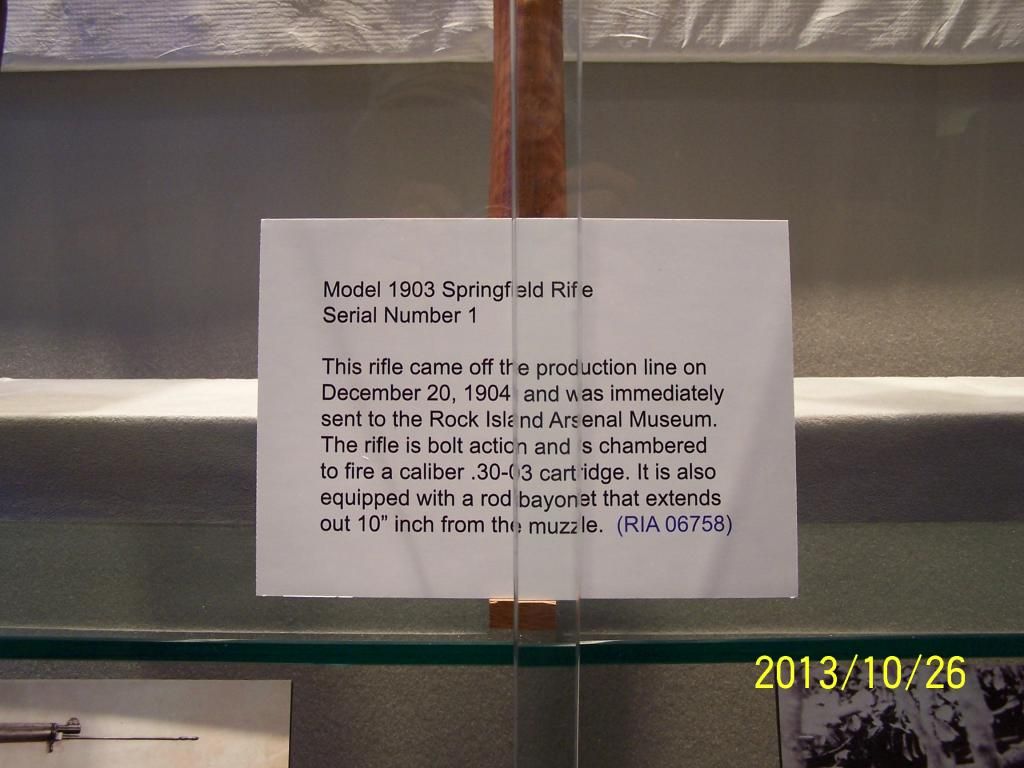 Model 1903 Springfield Rifle
Serial Number 1
This rifle came off the production line on
December 20, 1904 and was immediately
sent to the Rock Island Arsenal Museum.
The rifle is bolt action and is chambered
to fire a caliber .30-03 cartridge. It is also
equipped with a rod bayonet that extends
out 10" inch from the muzzle. (RIA 06758)
2013/10/26